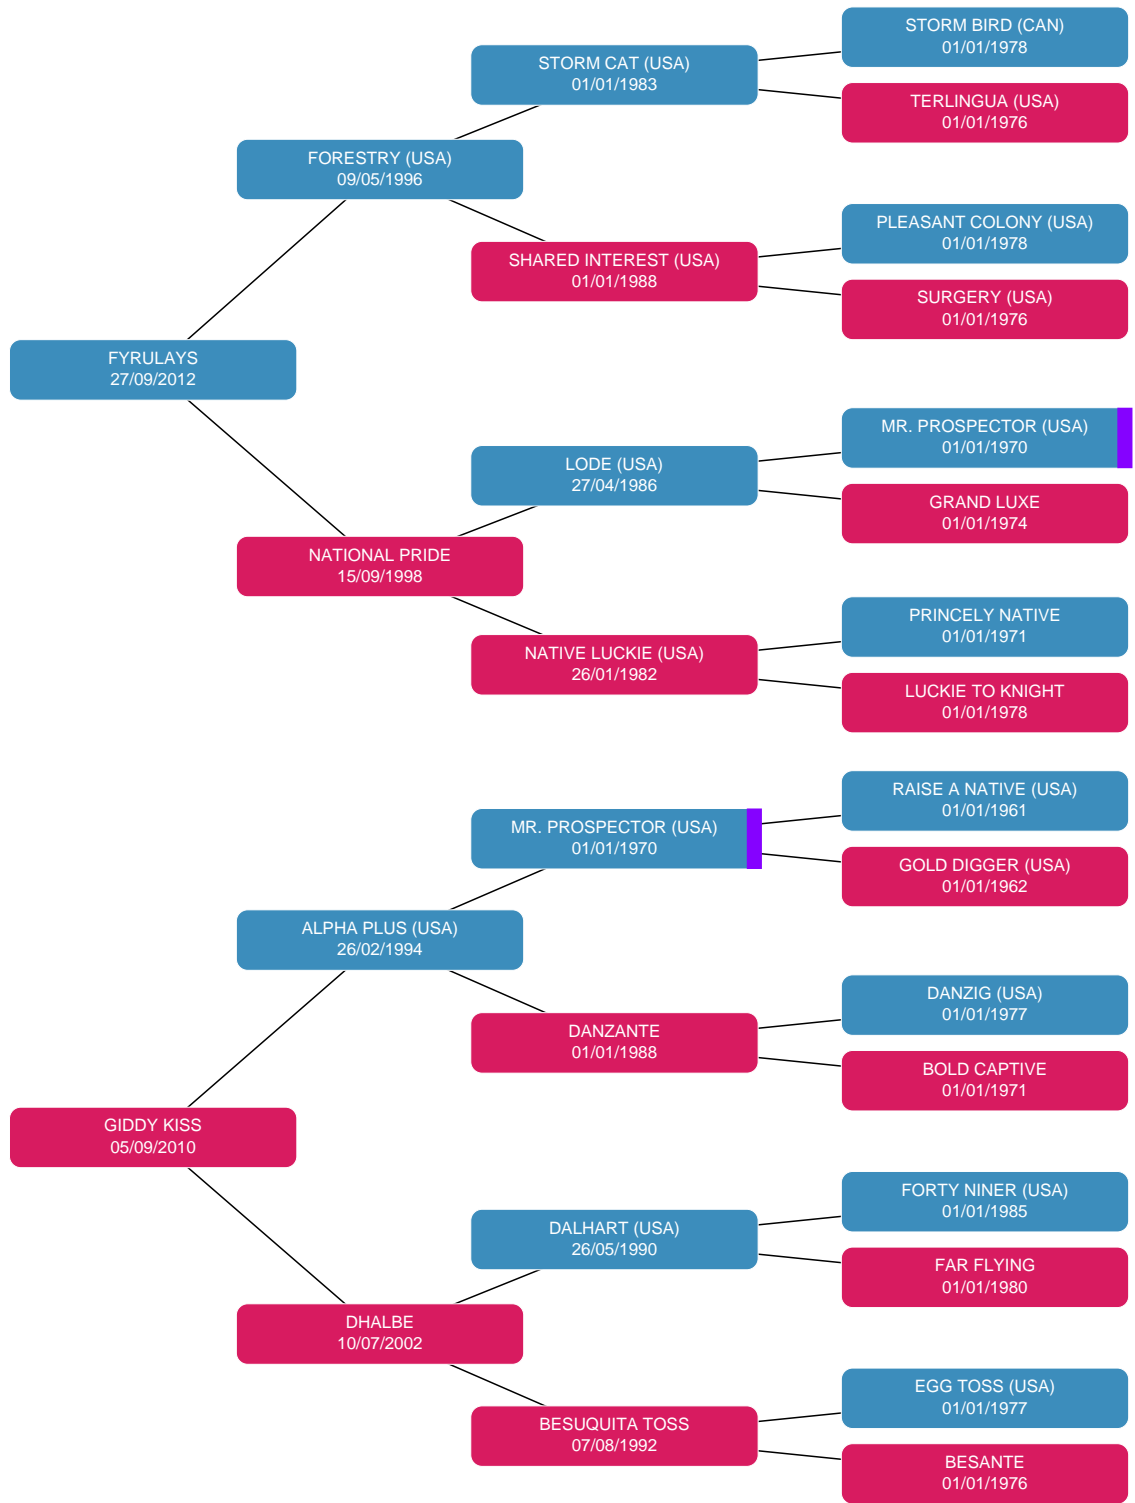 STORM BIRD (CAN)
01/01/1978
STORM CAT (USA)
01/01/1983
TERLINGUA (USA)
01/01/1976
FORESTRY (USA)
09/05/1996
PLEASANT COLONY (USA)
01/01/1978
SHARED INTEREST (USA)
01/01/1988
SURGERY (USA)
01/01/1976
FYRULAYS
27/09/2012
MR. PROSPECTOR (USA)
01/01/1970
LODE (USA)
27/04/1986
GRAND LUXE
01/01/1974
NATIONAL PRIDE
15/09/1998
PRINCELY NATIVE
01/01/1971
NATIVE LUCKIE (USA)
26/01/1982
LUCKIE TO KNIGHT
01/01/1978
RAISE A NATIVE (USA)
01/01/1961
MR. PROSPECTOR (USA)
01/01/1970
GOLD DIGGER (USA)
01/01/1962
ALPHA PLUS (USA)
26/02/1994
DANZIG (USA)
01/01/1977
DANZANTE
01/01/1988
BOLD CAPTIVE
01/01/1971
GIDDY KISS
05/09/2010
FORTY NINER (USA)
01/01/1985
DALHART (USA)
26/05/1990
FAR FLYING
01/01/1980
DHALBE
10/07/2002
EGG TOSS (USA)
01/01/1977
BESUQUITA TOSS
07/08/1992
BESANTE
01/01/1976